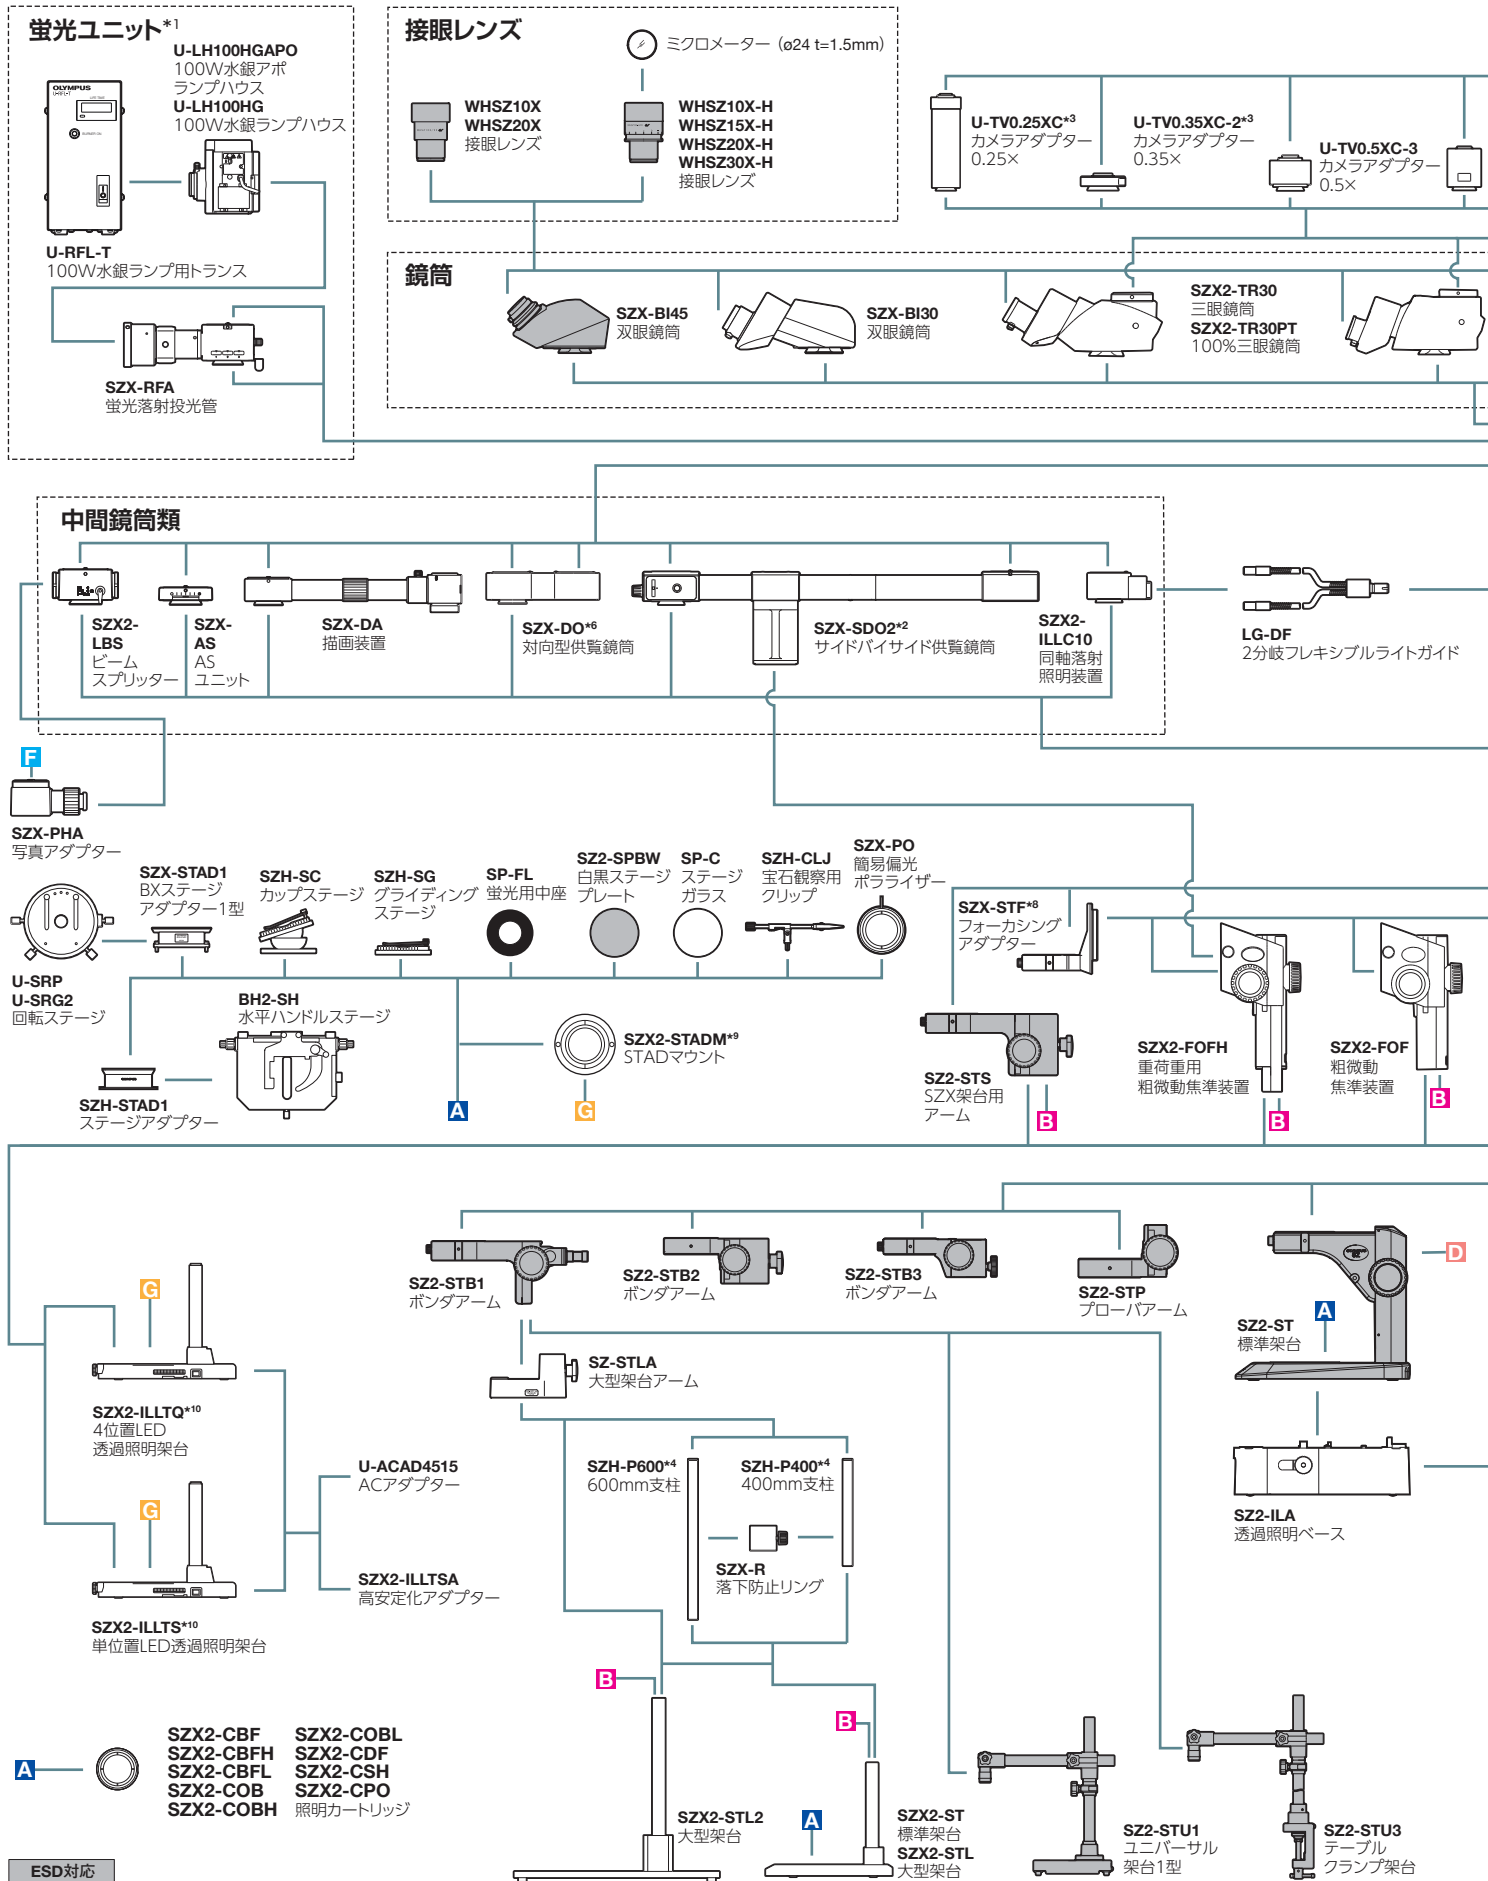 蛍光ユニット*1
U-LH100HGAPO
100W水銀アポ
ランプハウス
U-LH100HG
100W水銀ランプハウス
OLYMPUS
U-RFL-T
U-RFL-T
100W水銀ランプ用トランス
SZX-RFA
蛍光落射投光管
接眼レンズ
ミクロメーター (ø24 t=1.5mm)
WHSZ10X
WHSZ20X
接眼レンズ
WHSZ10X-H
WHSZ15X-H
WHSZ20X-H
WHSZ30X-H
接眼レンズ
U-TV0.25XC*3
カメラアダプター
0.25×
U-TV0.35XC-2*3
カメラアダプター
0.35×
U-TV0.5XC-3
カメラアダプター
0.5×
鏡筒
SZX-BI45
双眼鏡筒
SZX-BI30
双眼鏡筒
SZX2-TR30
三眼鏡筒
SZX2-TR30PT
100%三眼鏡筒
中間鏡筒類
SZX2-
LBS
ビーム
スプリッター
SZX-
AS
AS
ユニット
SZX-DA
描画装置
SZX-DO*6
対向型供覧鏡筒
SZX-SDO2*2
サイドバイサイド供覧鏡筒
SZX2-
ILLC10
同軸落射
照明装置
LG-DF
2分岐フレキシブルライトガイド
F
SZX-PHA
写真アダプター
SZX-STAD1
BXステージ
アダプター1型
SZH-SC
カップステージ
SZH-SG
グライディング
ステージ
SP-FL
蛍光用中座
SZ2-SPBW
白黒ステージ
プレート
SP-C
ステージ
ガラス
SZH-CLJ
宝石観察用
クリップ
SZX-PO
簡易偏光
ポラライザー
SZX-STF*8
フォーカシング
アダプター
U-SRP
U-SRG2
回転ステージ
BH2-SH
水平ハンドルステージ
SZX2-STADM*9
STADマウント
SZH-STAD1
ステージアダプター
A
G
SZ2-STS
SZX架台用
アーム
B
SZX2-FOFH
重荷重用
粗微動焦準装置
B
SZX2-FOF
粗微動
焦準装置
B
SZ2-STB1
ボンダアーム
SZ2-STB2
ボンダアーム
SZ2-STB3
ボンダアーム
SZ2-STP
プローバアーム
D
SZ2-ST
標準架台
A
G
SZX2-ILLTQ*10
4位置LED
透過照明架台
SZ-STLA
大型架台アーム
U-ACAD4515
ACアダプター
SZH-P600*4
600mm支柱
SZH-P400*4
400mm支柱
SZ2-ILA
透過照明ベース
G
SZX-R
落下防止リング
SZX2-ILLTSA
高安定化アダプター
SZX2-ILLTS*10
単位置LED透過照明架台
B
B
A
SZX2-CBF
SZX2-CBFH
SZX2-CBFL
SZX2-COB
SZX2-COBH
SZX2-COBL
SZX2-CDF
SZX2-CSH
SZX2-CPO
照明カートリッジ
SZX2-STL2
大型架台
A
SZX2-ST
標準架台
SZX2-STL
大型架台
SZ2-STU1
ユニバーサル
架台1型
SZ2-STU3
テーブル
クランプ架台
ESD対応